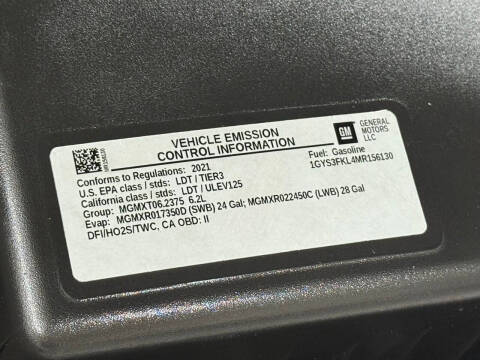 VEHICLE EMISSION
CONTROL INFORMATION
GM
GENERAL
MOTORS
LLC
Fuel: Gasoline
1GYS3FKL4MR156130
Conforms to Regulations: 2021
U.S. EPA class / stds: LDT / TIER3
California class / stds: LDT / ULEV125
Group: MGMXT06.2375 6.2L
Evap: MGMXR017350D (SWB) 24 Gal; MGMXR022450C (LWB) 28 Gal
DFI/HO2S/TWC, CA OBD: II